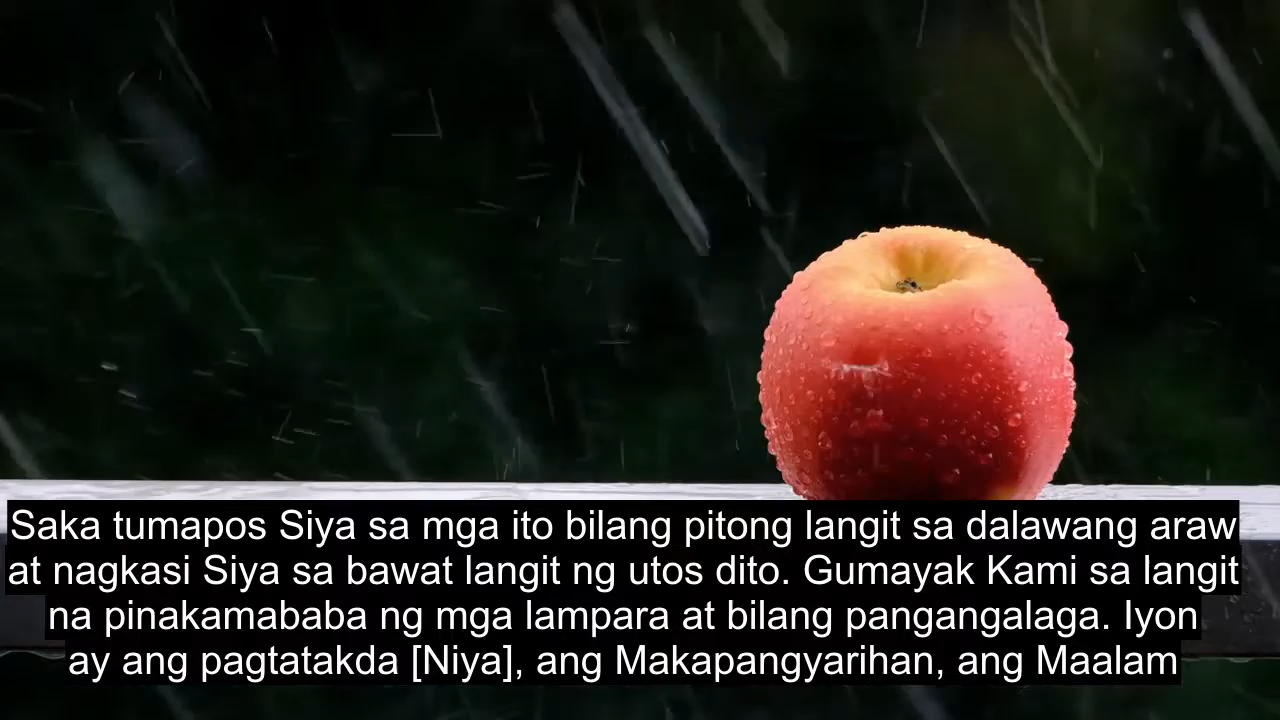 Saka tumapos Siya sa mga ito bilang pitong langit sa dalawang araw
at nagkasi Siya sa bawat langit ng utos dito. Gumayak Kami sa langit
na pinakamababa ng mga lampara at bilang pangangalaga. Iyon
ay ang pagtatakda [Niya], ang Makapangyarihan, ang Maalam